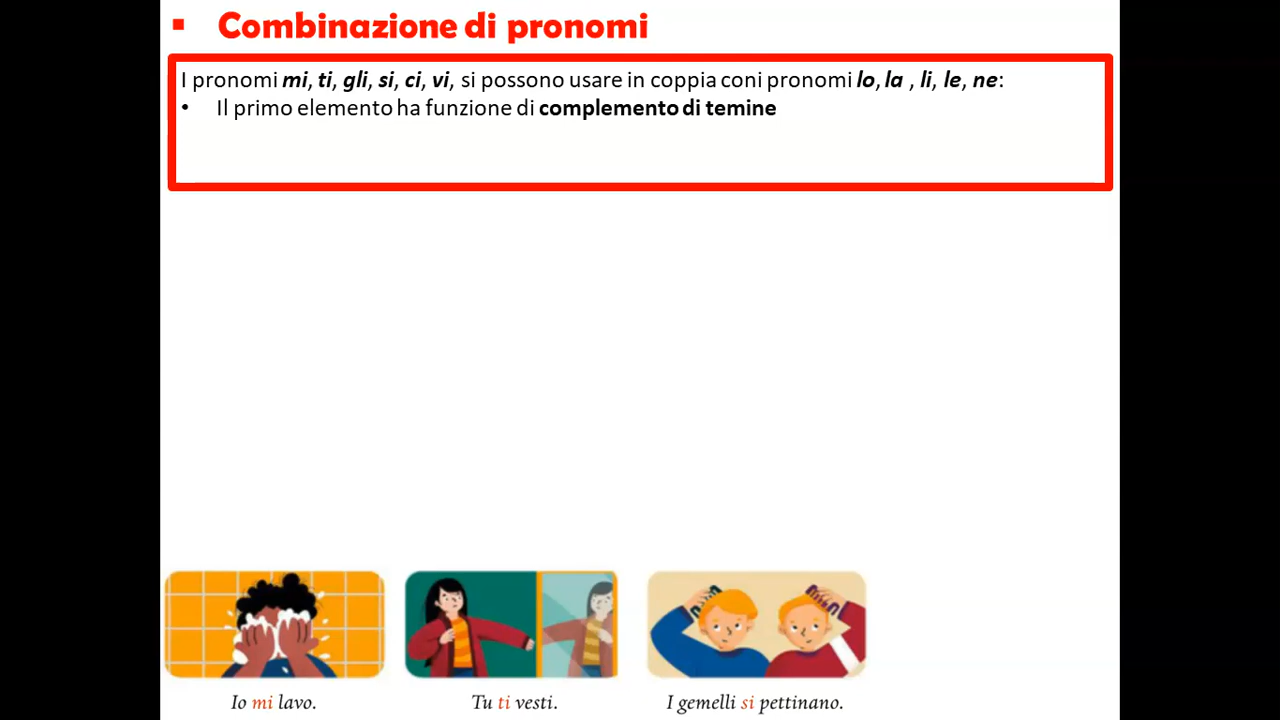 ▪ Combinazione di pronomi
I pronomi mi, ti, gli, si, ci, vi, si possono usare in coppia coni pronomi lo, la , li, le, ne:
• Il primo elemento ha funzione di complemento di temine
Io mi lavo.
Tu ti vesti.
I gemelli si pettinano.